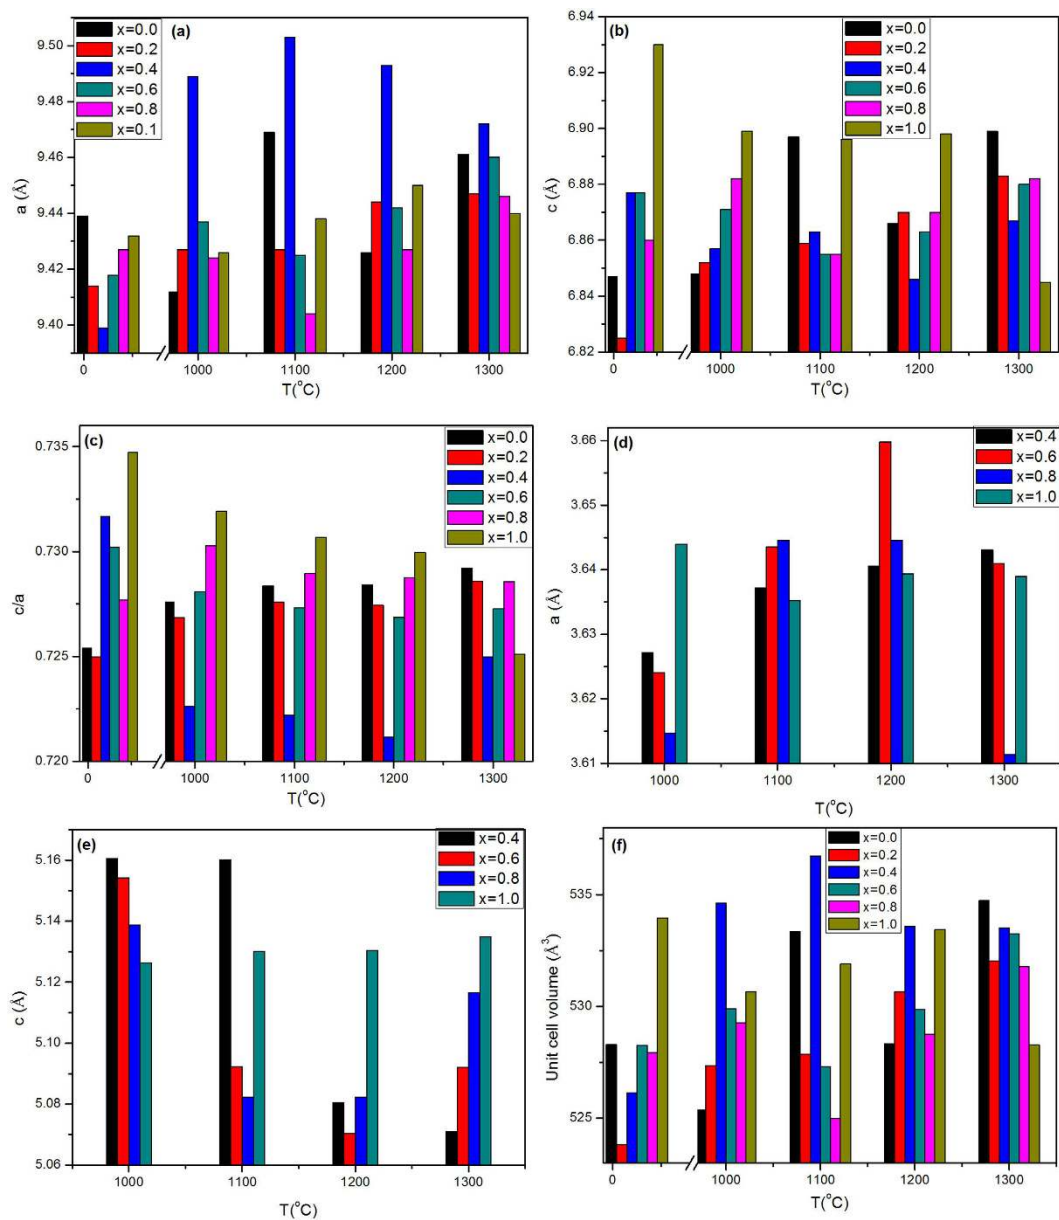 (a)
x=0.0
x=0.2
x=0.4
x=0.6
x=0.8
x=0.1
9.50
9.48
9.46
9.44
9.42
9.40
a (Å)
0 1000 1100 1200 1300
T(°C)
(b)
x=0.0
x=0.2
x=0.4
x=0.6
x=0.8
x=1.0
6.94
6.92
6.90
6.88
6.86
6.84
6.82
c (Å)
0 1000 1100 1200 1300
T(°C)
(c)
x=0.0
x=0.2
x=0.4
x=0.6
x=0.8
x=1.0
0.735
0.730
0.725
0.720
c/a
0 1000 1100 1200 1300
T(°C)
(d)
x=0.4
x=0.6
x=0.8
x=1.0
3.66
3.65
3.64
3.63
3.62
3.61
a (Å)
1000 1100 1200 1300
T(°C)
(e)
x=0.4
x=0.6
x=0.8
x=1.0
5.16
5.14
5.12
5.10
5.08
5.06
c (Å)
1000 1100 1200 1300
T(°C)
(f)
x=0.0
x=0.2
x=0.4
x=0.6
x=0.8
x=1.0
535
530
525
Unit cell volume (Å³)
0 1000 1100 1200 1300
T(°C)